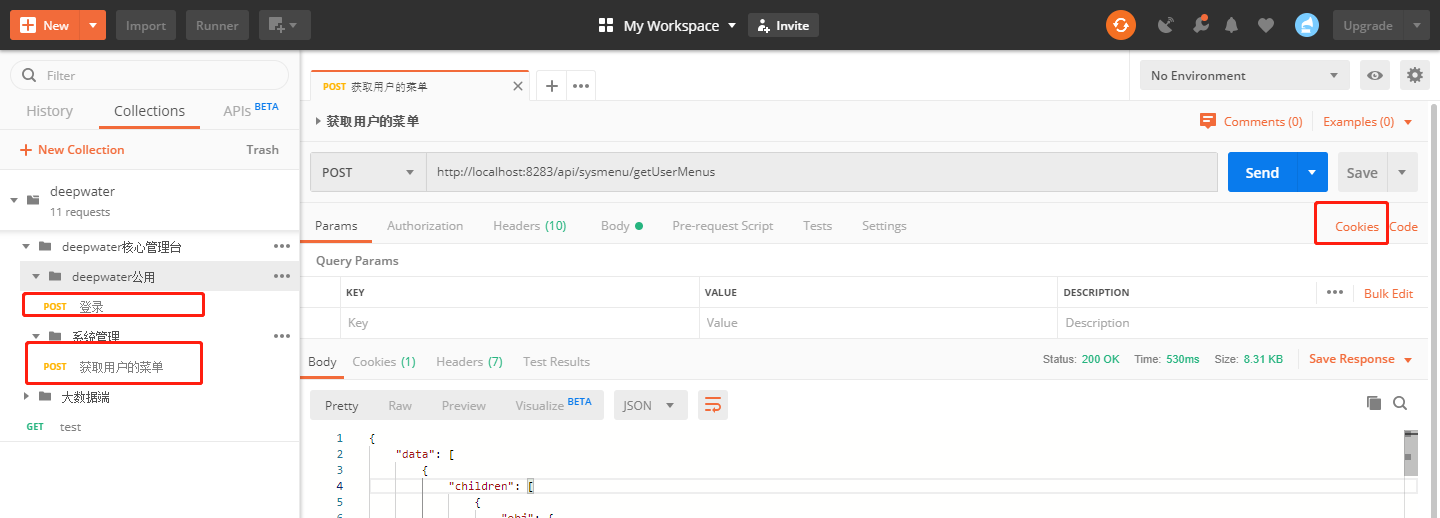 New
Import
Runner
My Workspace
Invite
Upgrade
Filter
History
Collections
APIs BETA
New Collection
Trash
deepwater
11 requests
deepwater核心管理台
deepwater公用
POST 登录
系统管理
POST 获取用户的菜单
大数据端
GET test
POST 获取用户的菜单
No Environment
获取用户的菜单
Comments (0)
Examples (0)
POST
http://localhost:8283/api/sysmenu/getUserMenus
Send
Save
Params
Authorization
Headers (10)
Body
Pre-request Script
Tests
Settings
Cookies
Code
Query Params
KEY
VALUE
DESCRIPTION
Bulk Edit
Key
Value
Description
Body
Cookies (1)
Headers (7)
Test Results
Status: 200 OK
Time: 530ms
Size: 8.31 KB
Save Response
Pretty
Raw
Preview
Visualize BETA
JSON
1 {
2 "data": [
3 {
4 "children": [
5 {